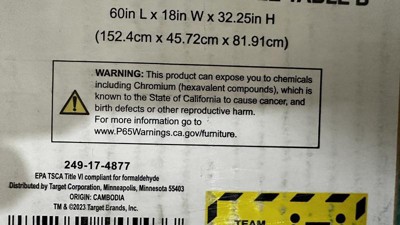 TABLE D
60in L x 18in W x 32.25in H
(152.4cm x 45.72cm x 81.91cm)
WARNING: This product can expose you to chemicals
including Chromium (hexavalent compounds), which is
known to the State of California to cause cancer, and
birth defects or other reproductive harm.
For more information go to
www.P65Warnings.ca.gov/furniture.
249-17-4877
EPA TSCA Title VI compliant for formaldehyde
Distributed by Target Corporation, Minneapolis, Minnesota 55403
ORIGIN: CAMBODIA
TM & ©2023 Target Brands, Inc.
TEAM